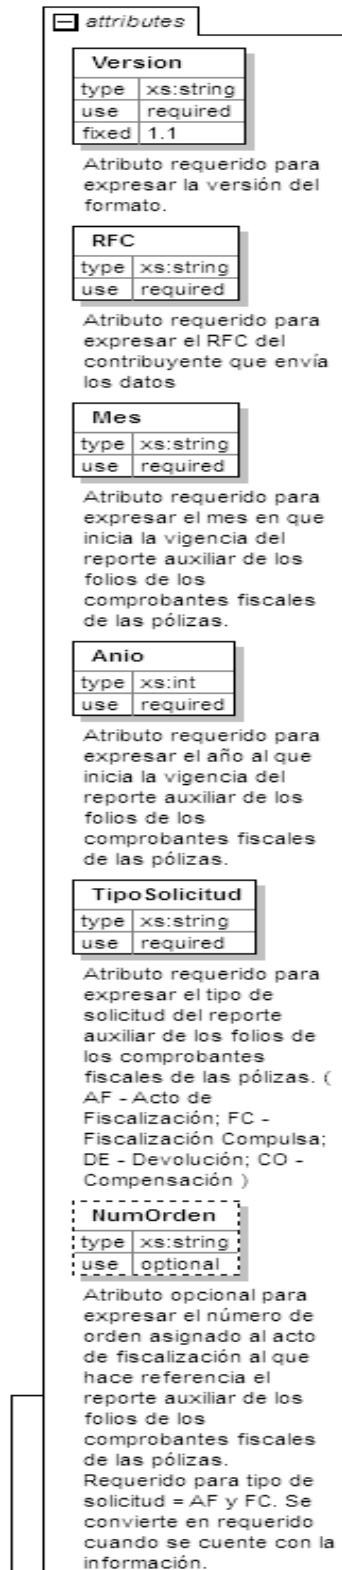 attributes
Version
type xs:string
use required
fixed 1.1
Atributo requerido para
expresar la versión del
formato.
RFC
type xs:string
use required
Atributo requerido para
expresar el RFC del
contribuyente que envía
los datos
Mes
type xs:string
use required
Atributo requerido para
expresar el mes en que
inicia la vigencia del
reporte auxiliar de los
folios de los
comprobantes fiscales
de las pólizas.
Anio
type xs:int
use required
Atributo requerido para
expresar el año al que
inicia la vigencia del
reporte auxiliar de los
folios de los
comprobantes fiscales
de las pólizas.
TipoSolicitud
type xs:string
use required
Atributo requerido para
expresar el tipo de
solicitud del reporte
auxiliar de los folios de
los comprobantes
fiscales de las pólizas. (
AF - Acto de
Fiscalización; FC -
Fiscalización Compulsa;
DE - Devolución; CO -
Compensación )
NumOrden
type xs:string
use optional
Atributo opcional para
expresar el número de
orden asignado al acto
de fiscalización al que
hace referencia el
reporte auxiliar de los
folios de los
comprobantes fiscales
de las pólizas.
Requerido para tipo de
solicitud = AF y FC. Se
convierte en requerido
cuando se cuente con la
información.